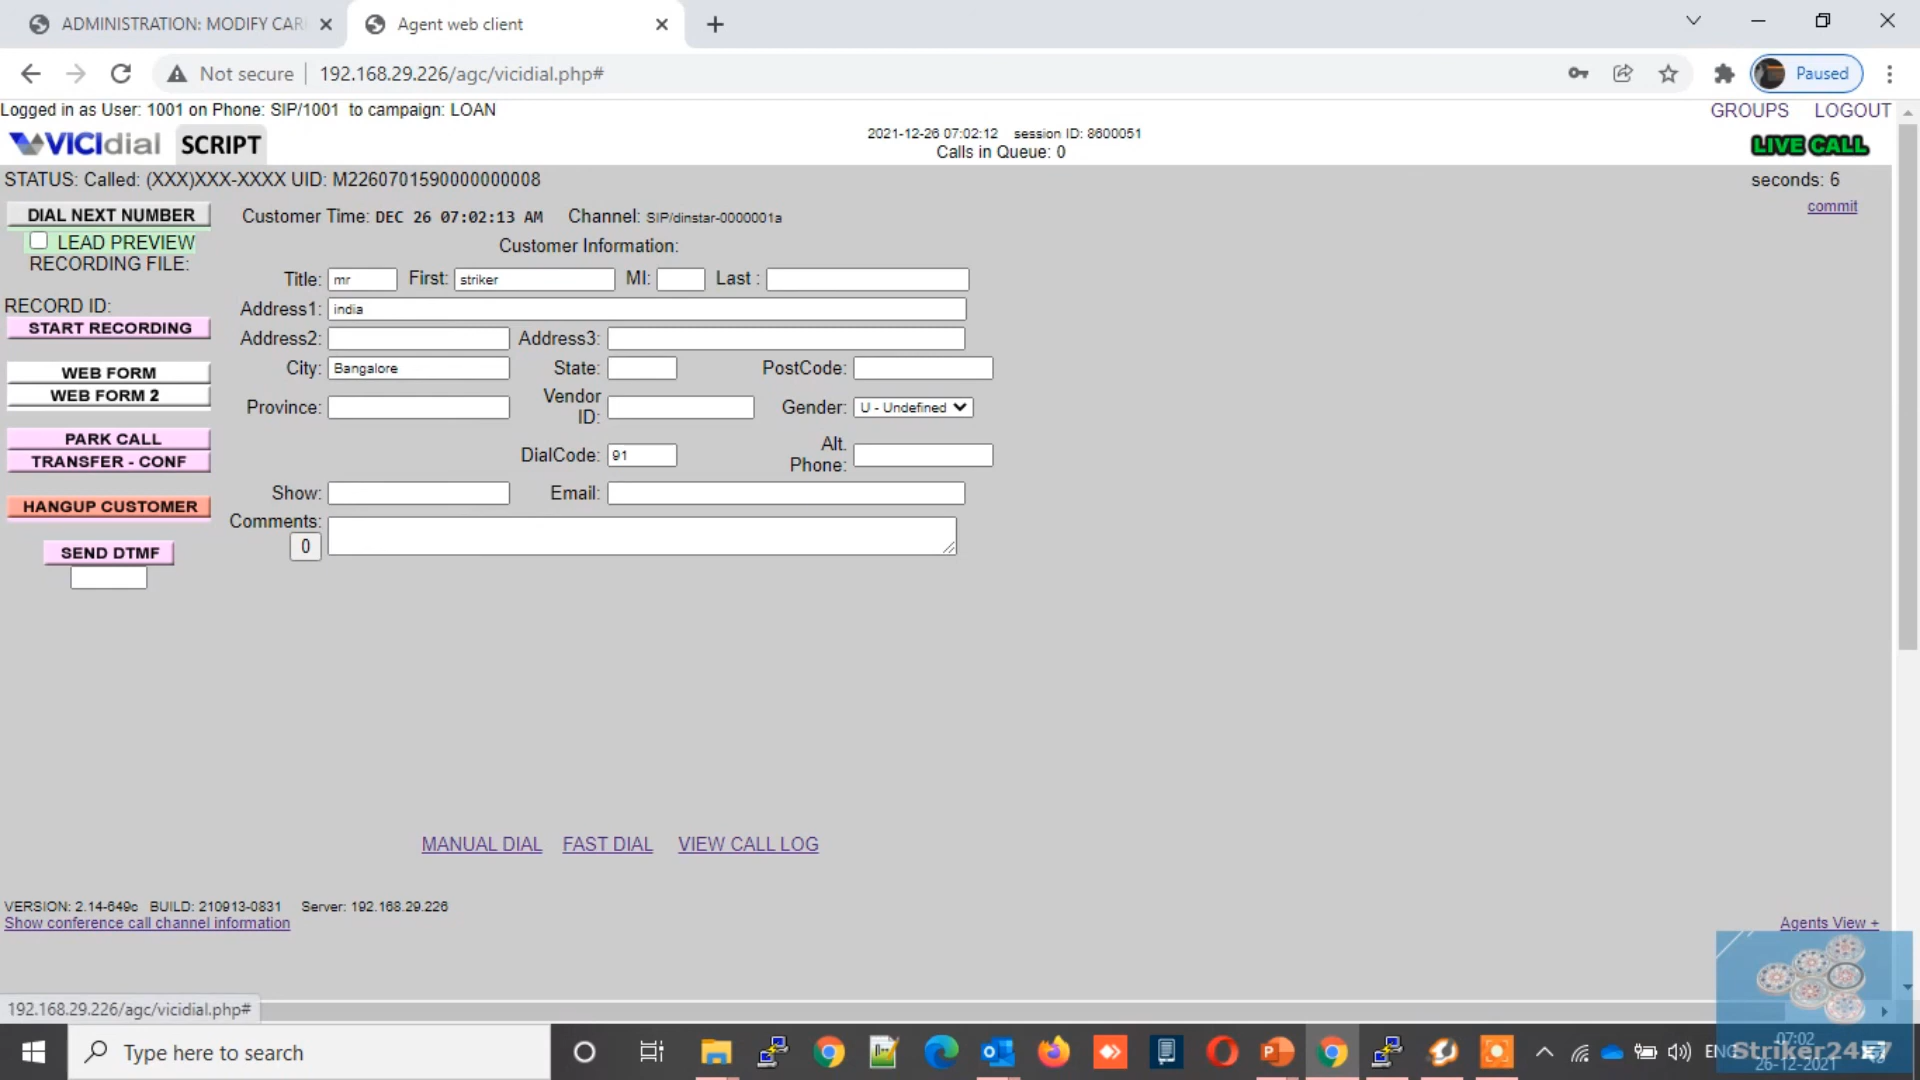 ADMINISTRATION: MODIFY CAR
Agent web client
Not secure
192.168.29.226/agc/vicidial.php#
Paused
Logged in as User: 1001 on Phone: SIP/1001 to campaign: LOAN
GROUPS LOGOUT
VICIdial SCRIPT
2021-12-26 07:02:12 session ID: 8600051
Calls in Queue: 0
LIVE CALL
STATUS: Called: (XXX)XXX-XXXX UID: M2260701590000000008
seconds: 6
commit
DIAL NEXT NUMBER
LEAD PREVIEW
RECORDING FILE:
RECORD ID:
START RECORDING
WEB FORM
WEB FORM 2
PARK CALL
TRANSFER - CONF
HANGUP CUSTOMER
SEND DTMF
Customer Time: DEC 26 07:02:13 AM Channel: SIP/dinstar-0000001a
Customer Information:
Title: mr First: striker MI: Last :
Address1: india
Address2: Address3:
City: Bangalore State: PostCode:
Province: Vendor ID: Gender: U - Undefined
DialCode: 91 Alt. Phone:
Show: Email:
Comments:
0
MANUAL DIAL FAST DIAL VIEW CALL LOG
VERSION: 2.14-649c BUILD: 210913-0831 Server: 192.168.29.226
Show conference call channel information
Agents View +
192.168.29.226/agc/vicidial.php#
Type here to search
ENG
07:02
26-12-2021
Striker24x7